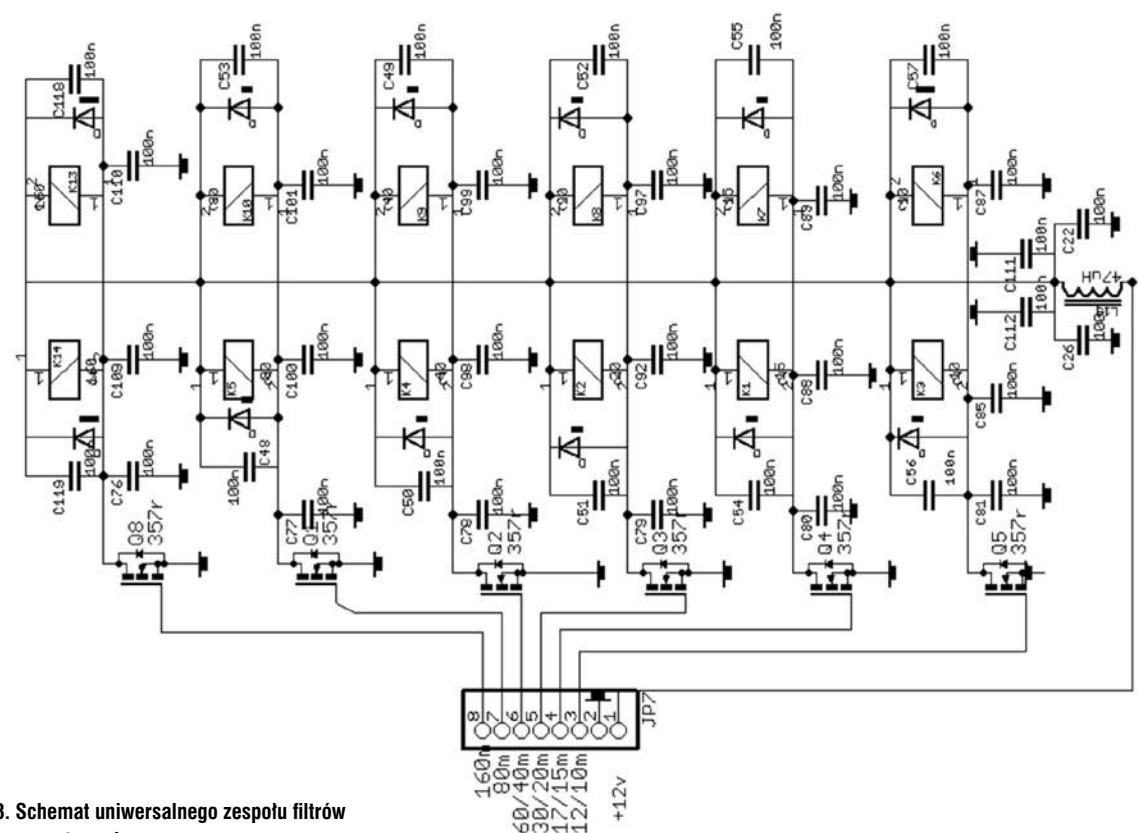 C118
100n
C53
100n
C49
100n
C52
100n
C55
100n
C57
100n
K13
C110
100n
K10
C101
100n
K9
C99
100n
K8
C97
100n
K7
C89
100n
K6
C87
100n
C111
100n
C22
100n
47uH
C112
100n
C26
K14
C109
100n
K5
C100
100n
K4
C98
100n
K2
C92
100n
K1
100n
C85
100n
C119
C76
100n
C48
100n
C77
100n
C50
100n
C78
100n
C51
100n
C79
100n
C54
100n
C80
100n
C56
100n
C81
100n
Q8
357r
357r
Q2
357r
Q3
357r
Q4
357r
Q5
357r
8
7
6
5
4
3
2
1
JP7
160m
80m
60/40m
30/20m
17/15m
12/10m
+12v
3. Schemat uniwersalnego zespołu filtrów